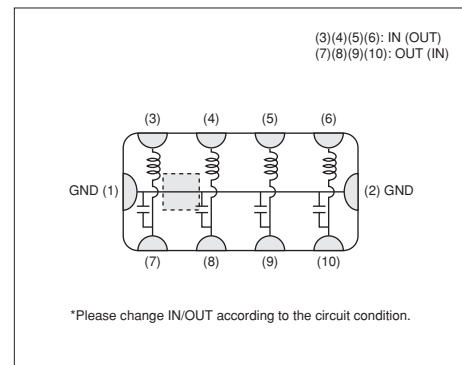 (3)(4)(5)(6): IN (OUT)
(7)(8)(9)(10): OUT (IN)
(3) (4) (5) (6)
GND (1) (2) GND
(7) (8) (9) (10)
*Please change IN/OUT according to the circuit condition.